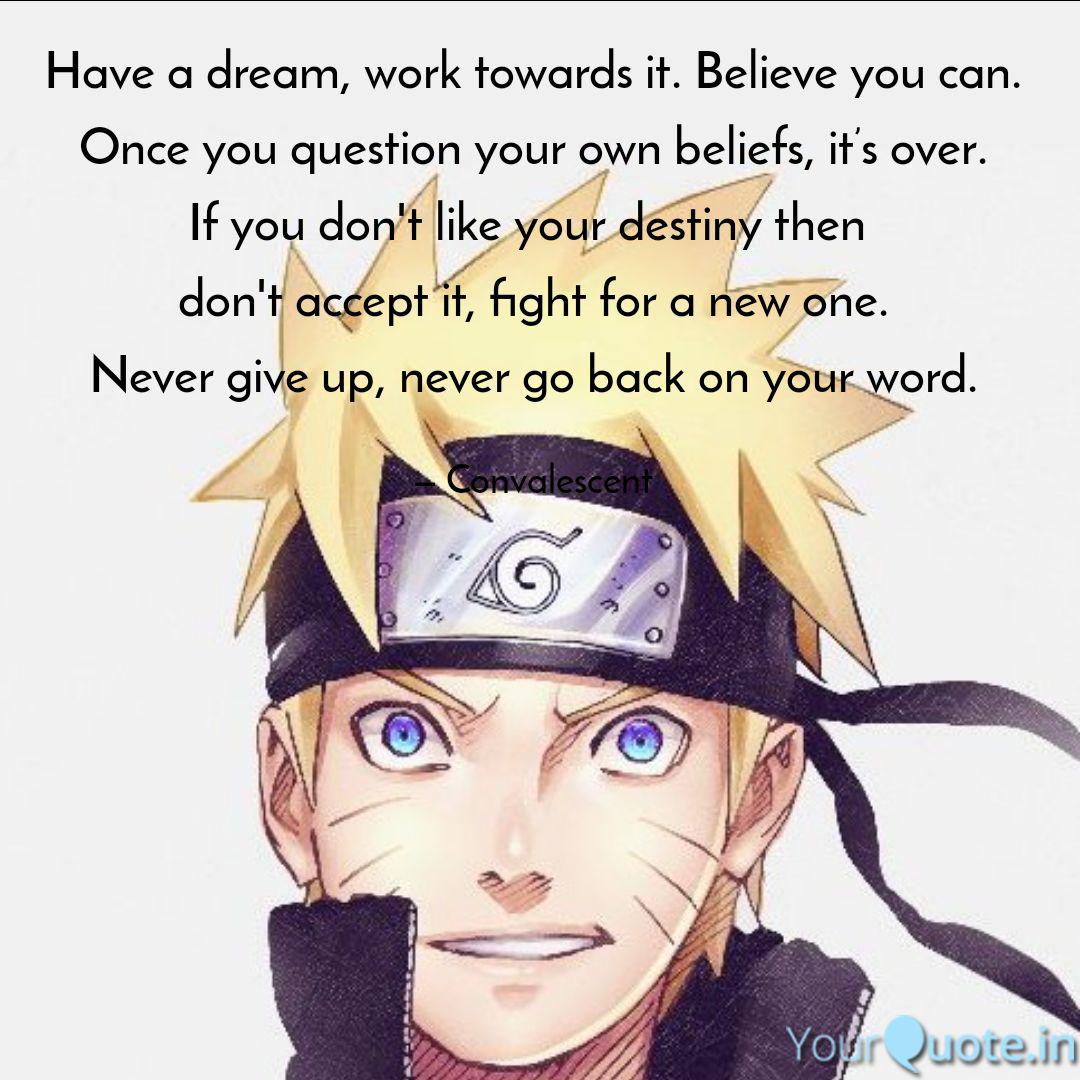 Have a dream, work towards it. Believe you can.
Once you question your own beliefs, it’s over.
If you don't like your destiny then
don't accept it, fight for a new one.
Never give up, never go back on your word.
— Convalescent
YourQuote.in